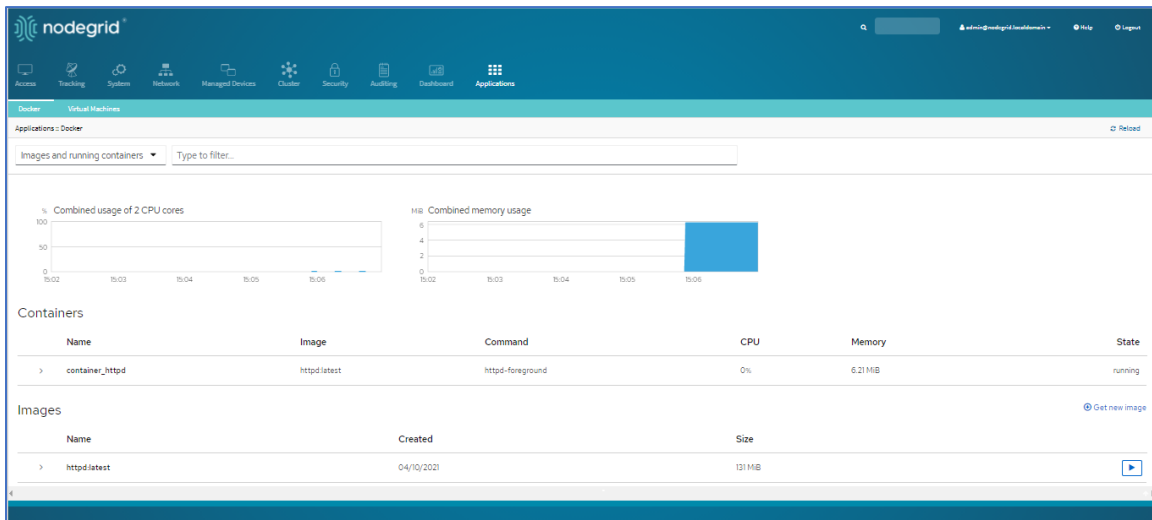 nodegrid®
admin@nodegrid.localdomain Help Logout
Access Tracking System Network Managed Devices Cluster Security Auditing Dashboard Applications
Docker Virtual Machines
Applications :: Docker Reload
Images and running containers Type to filter...
% Combined usage of 2 CPU cores
100
50
0
15:02 15:03 15:04 15:05 15:06
MiB Combined memory usage
6
4
2
0
15:02 15:03 15:04 15:05 15:06
Containers
Name Image Command CPU Memory State
container_httpd httpd:latest httpd-foreground 0% 6.21 MiB running
Images Get new image
Name Created Size
httpd:latest 04/10/2021 131 MiB